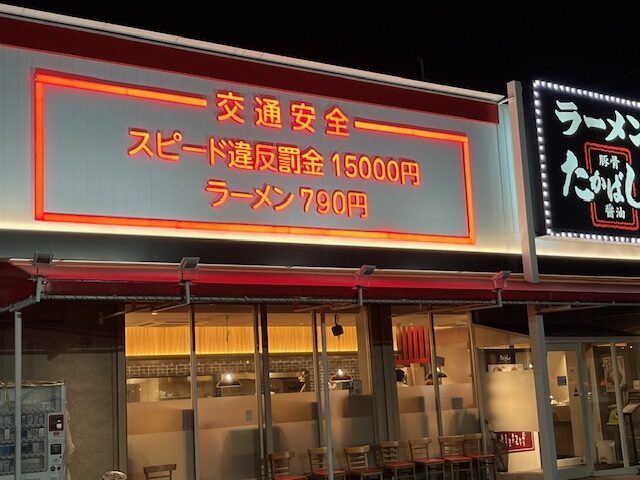 交通安全
スピード違反罰金 15000円
ラーメン 790円
ラーメン
豚骨
たかばし
醤油